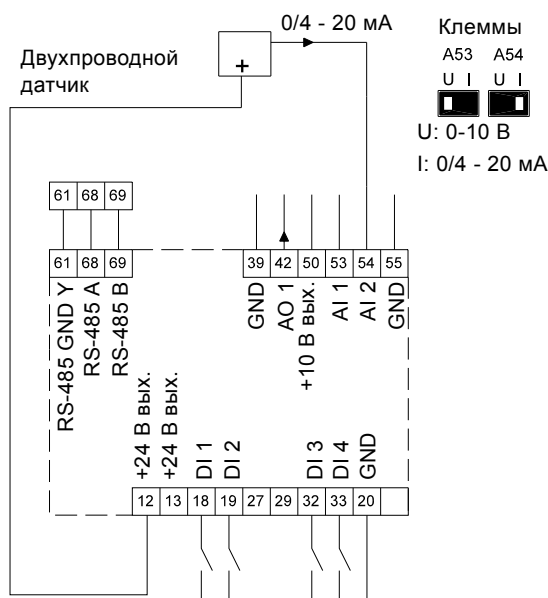 0/4 - 20 мА
Клеммы
Двухпроводной
датчик
+
A53 A54
U I U I
U: 0-10 В
I: 0/4 - 20 мА
61 68 69
61 68 69
39 42 50 53 54 55
RS-485 GND Y
RS-485 A
RS-485 B
GND
AO 1
+10 В вых.
AI 1
AI 2
GND
+24 В вых.
+24 В вых.
DI 1
DI 2
DI 3
DI 4
GND
12 13 18 19 27 29 32 33 20